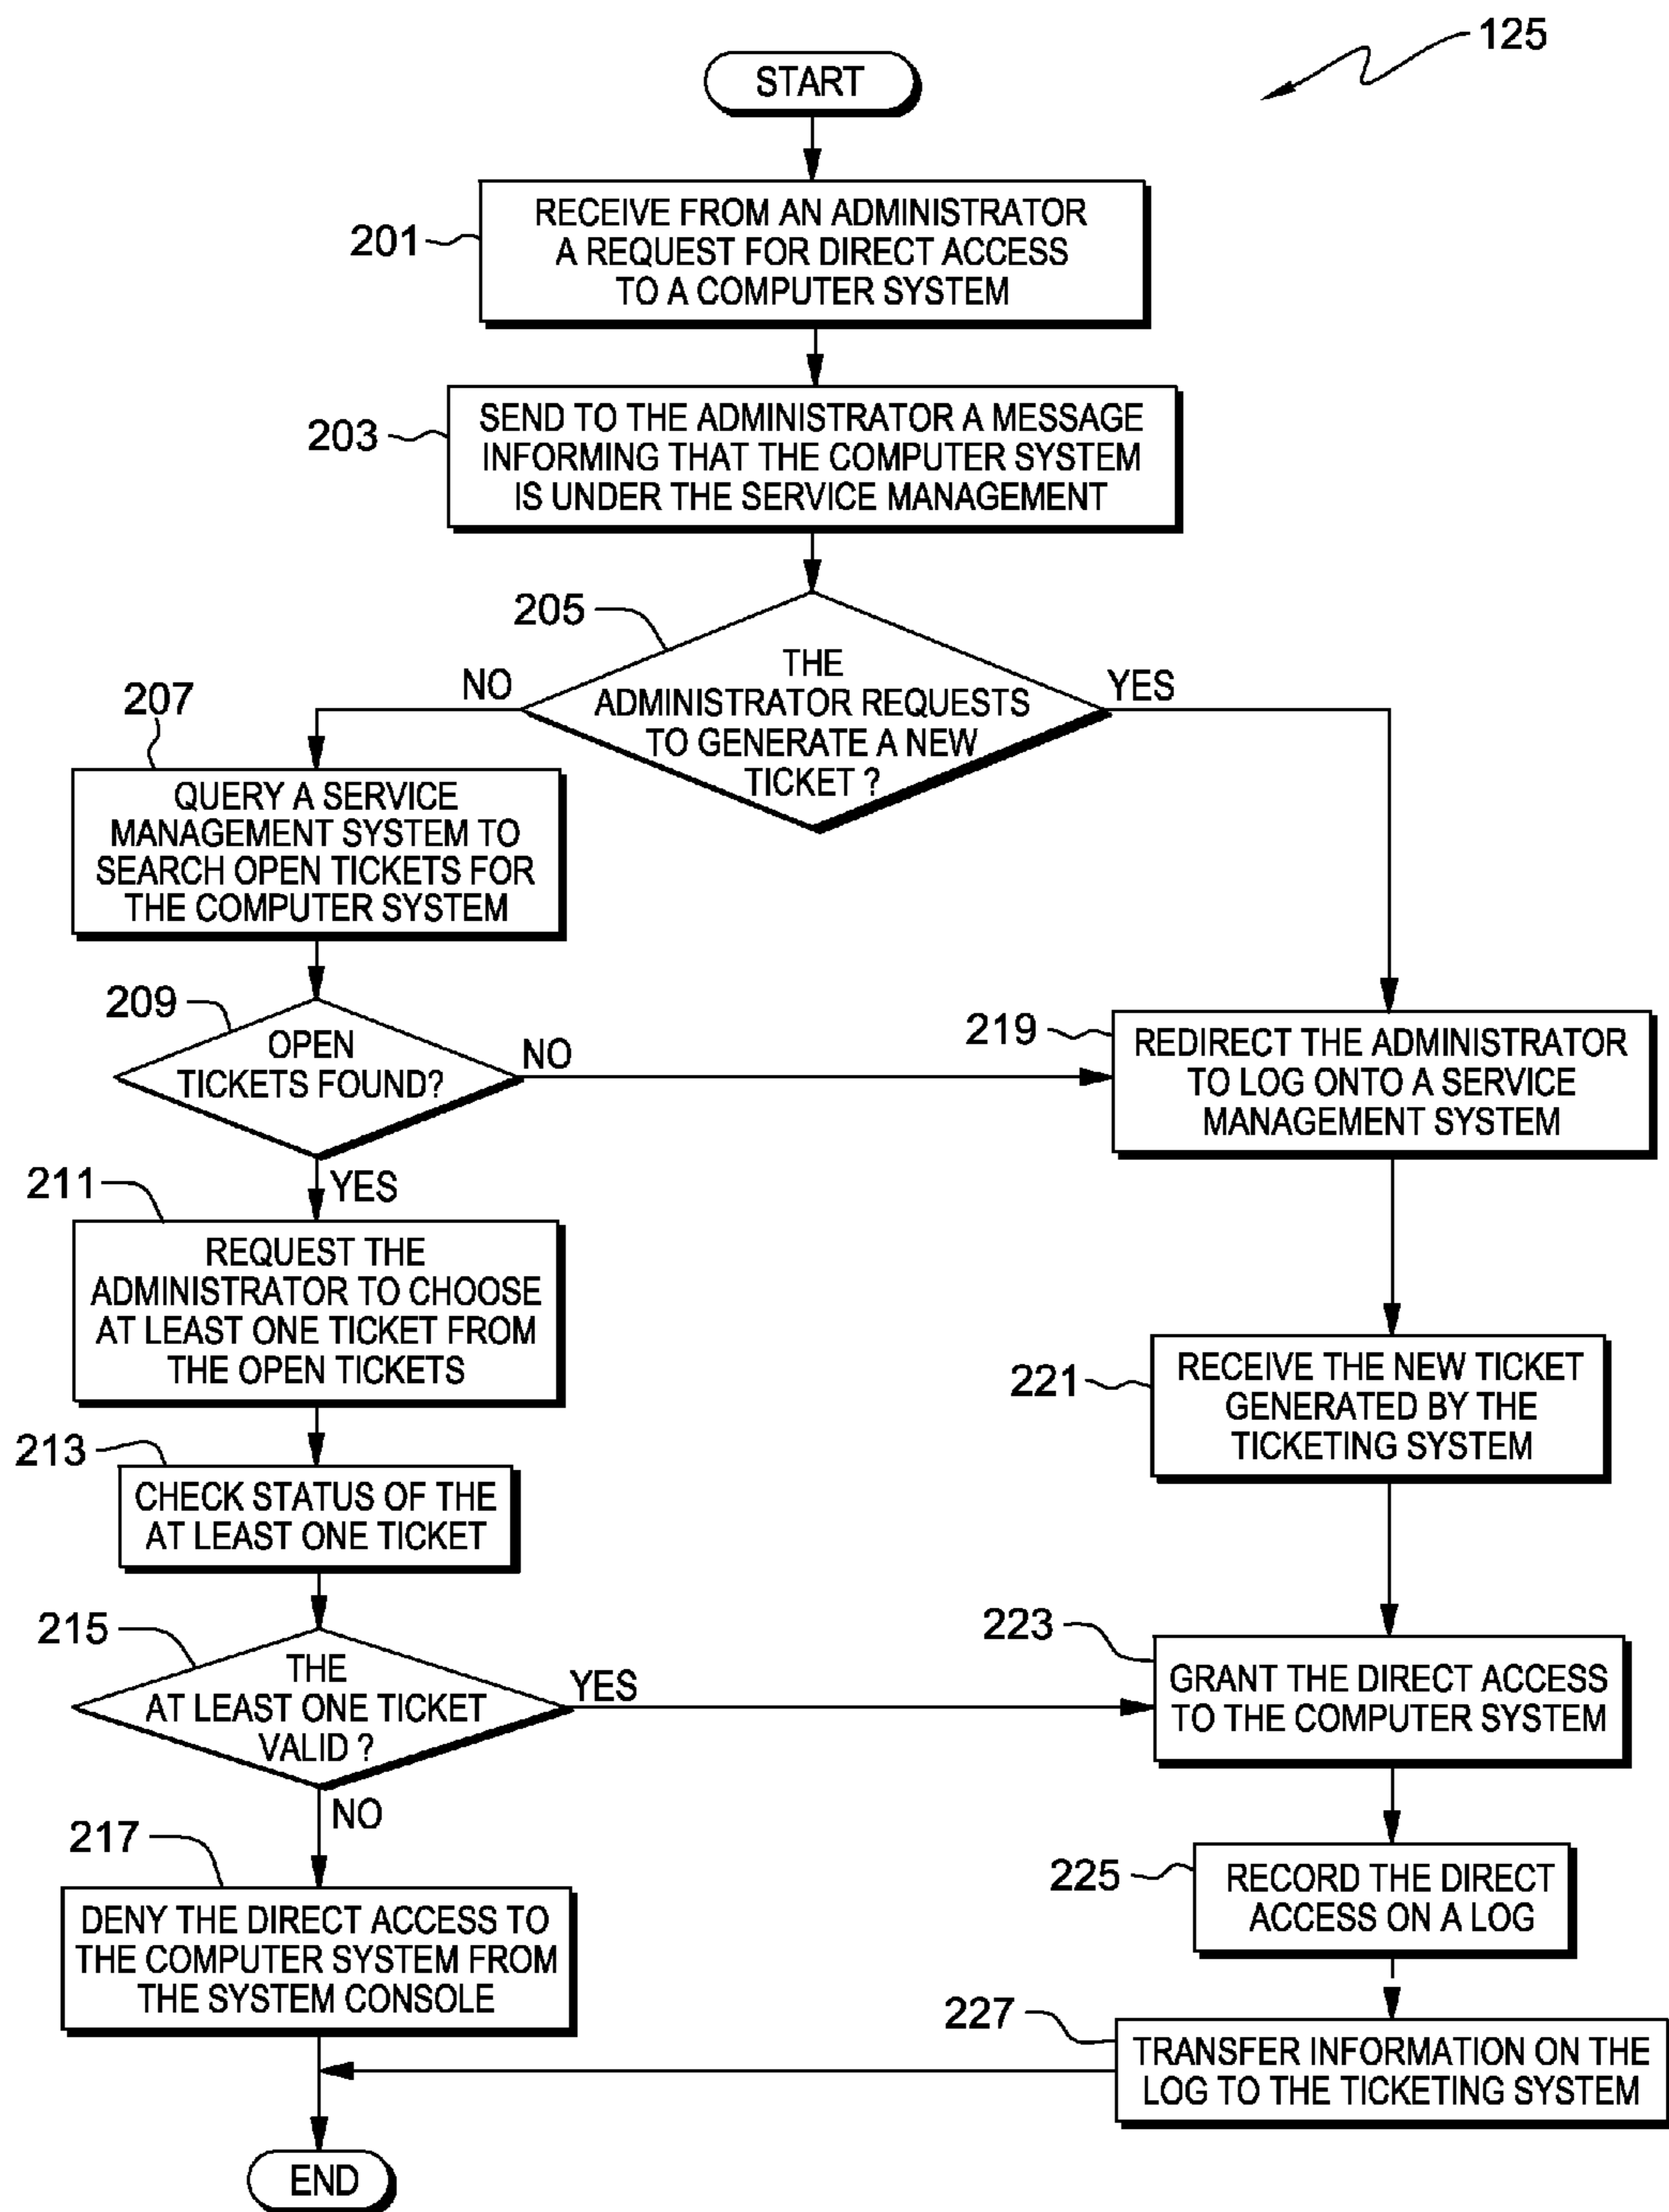 125
START
201
RECEIVE FROM AN ADMINISTRATOR
A REQUEST FOR DIRECT ACCESS
TO A COMPUTER SYSTEM
203
SEND TO THE ADMINISTRATOR A MESSAGE
INFORMING THAT THE COMPUTER SYSTEM
IS UNDER THE SERVICE MANAGEMENT
205
THE
ADMINISTRATOR REQUESTS
TO GENERATE A NEW
TICKET ?
NO
YES
207
QUERY A SERVICE
MANAGEMENT SYSTEM TO
SEARCH OPEN TICKETS FOR
THE COMPUTER SYSTEM
209
OPEN
TICKETS FOUND?
NO
YES
219
REDIRECT THE ADMINISTRATOR
TO LOG ONTO A SERVICE
MANAGEMENT SYSTEM
211
REQUEST THE
ADMINISTRATOR TO CHOOSE
AT LEAST ONE TICKET FROM
THE OPEN TICKETS
221
RECEIVE THE NEW TICKET
GENERATED BY THE
TICKETING SYSTEM
213
CHECK STATUS OF THE
AT LEAST ONE TICKET
215
THE
AT LEAST ONE TICKET
VALID ?
YES
NO
223
GRANT THE DIRECT ACCESS
TO THE COMPUTER SYSTEM
217
DENY THE DIRECT ACCESS TO
THE COMPUTER SYSTEM FROM
THE SYSTEM CONSOLE
225
RECORD THE DIRECT
ACCESS ON A LOG
227
TRANSFER INFORMATION ON THE
LOG TO THE TICKETING SYSTEM
END